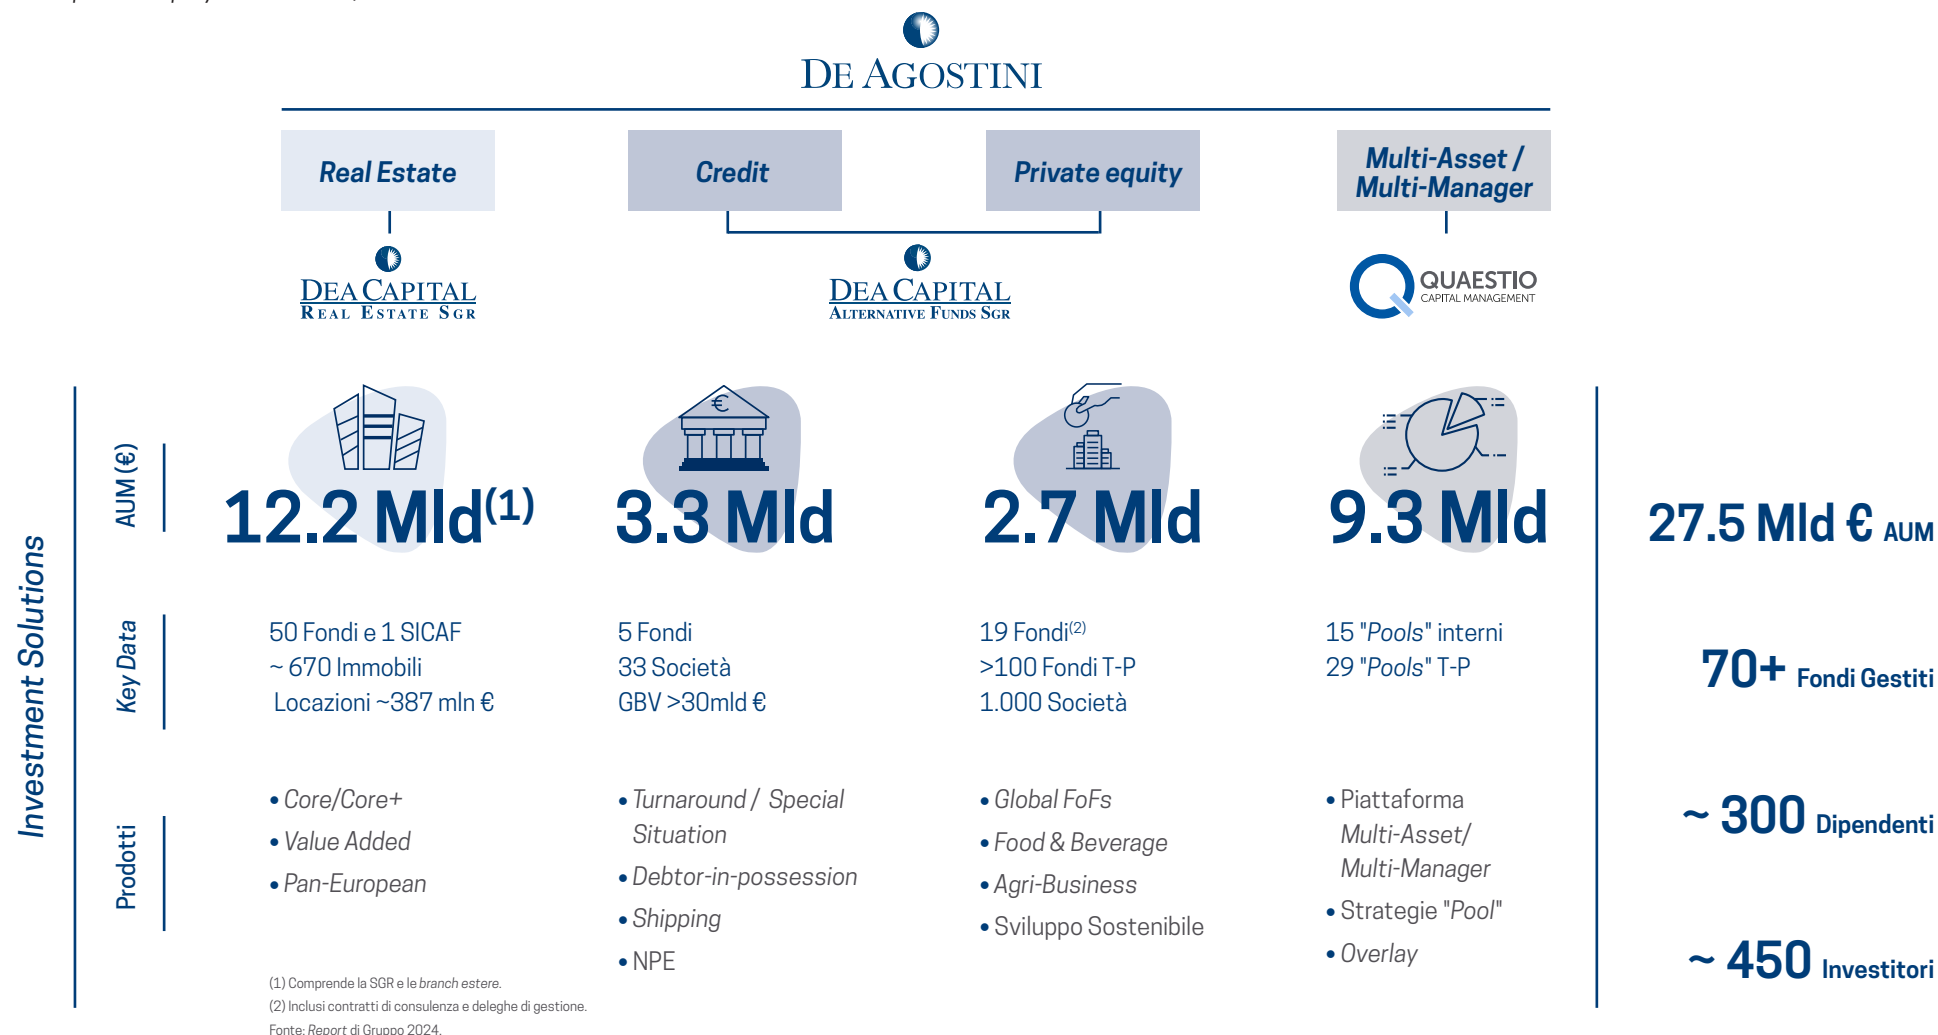 DE AGOSTINI
Real Estate
Credit
Private equity
Multi-Asset /
Multi-Manager
DEA CAPITAL
REAL ESTATE SGR
DEA CAPITAL
ALTERNATIVE FUNDS SGR
QUAESTIO
CAPITAL MANAGEMENT
Investment Solutions
AUM (€)
€
12.2 Mld(1)
3.3 Mld
2.7 Mld
9.3 Mld
27.5 Mld € AUM
Key Data
50 Fondi e 1 SICAF
~ 670 Immobili
Locazioni ~387 mln €
5 Fondi
33 Società
GBV >30mld €
19 Fondi(2)
>100 Fondi T-P
1.000 Società
15 "Pools" interni
29 "Pools" T-P
70+ Fondi Gestiti
Prodotti
• Core/Core+
• Value Added
• Pan-European
• Turnaround / Special
Situation
• Debtor-in-possession
• Shipping
• NPE
• Global FoFs
• Food & Beverage
• Agri-Business
• Sviluppo Sostenibile
• Piattaforma
Multi-Asset/
Multi-Manager
• Strategie "Pool"
• Overlay
~ 300 Dipendenti
~ 450 Investitori
(1) Comprende la SGR e le branch estere.
(2) Inclusi contratti di consulenza e deleghe di gestione.
Fonte: Report di Gruppo 2024.